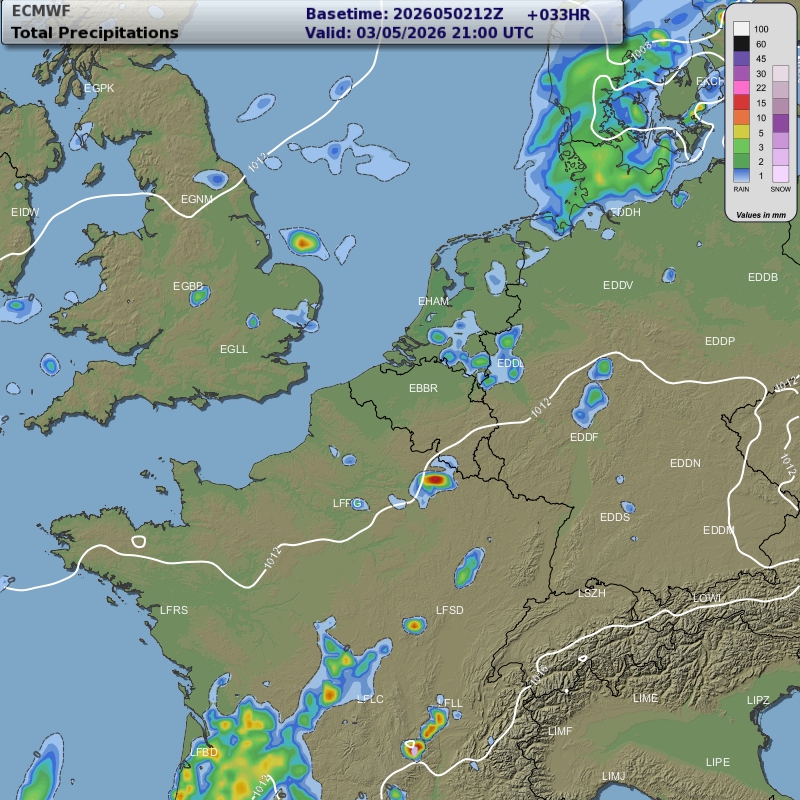 ECMWF
Basetime: 2026050212Z +033HR
Total Precipitations
Valid: 03/05/2026 21:00 UTC
100
60
45
30
22
15
10
5
3
2
1
RAIN SNOW
Values in mm
EGPK
1008
EKCH
1012
EGNM
EIDW
EDDH
EDDB
EGBB
EDDV
EHAM
EDDP
EGLL
EDDL
EBBR
1012
1012
EDDF
1012
EDDN
LFPG
EDDS
EDDM
1012
LSZH
LOWI
LFRS
LFSD
LFLC
LFLL
LIME
LIPZ
LIMF
LFBD
LIPE
LIMJ
1012